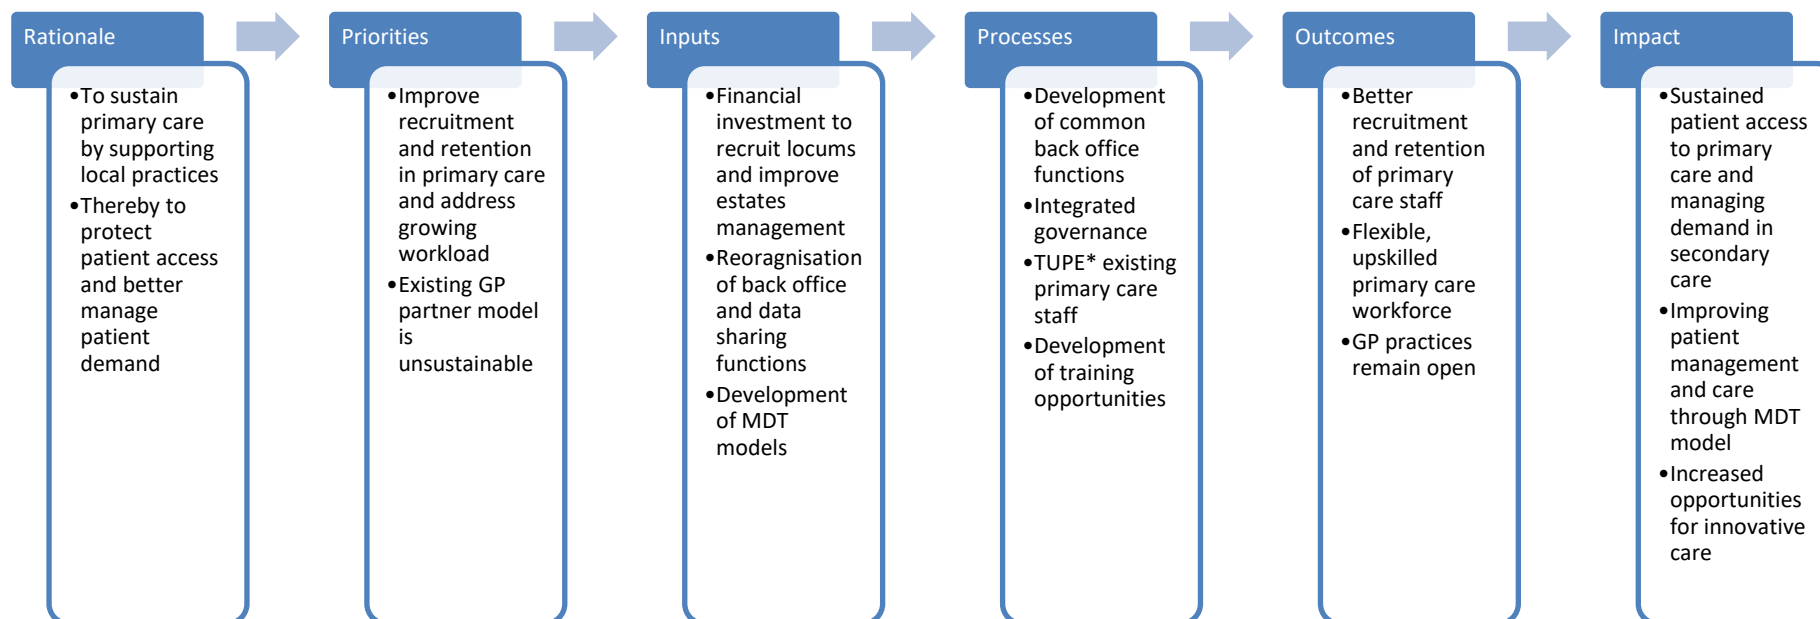 Rationale
•To sustain
primary care
by supporting
local practices
•Thereby to
protect
patient access
and better
manage
patient
demand
Priorities
•Improve
recruitment
and retention
in primary care
and address
growing
workload
•Existing GP
partner model
is
unsustainable
Inputs
•Financial
investment to
recruit locums
and improve
estates
management
•Reoragnisation
of back office
and data
sharing
functions
•Development
of MDT
models
Processes
•Development
of common
back office
functions
•Integrated
governance
•TUPE* existing
primary care
staff
•Development
of training
opportunities
Outcomes
•Better
recruitment
and retention
of primary
care staff
•Flexible,
upskilled
primary care
workforce
•GP practices
remain open
Impact
•Sustained
patient access
to primary
care and
managing
demand in
secondary
care
•Improving
patient
management
and care
through MDT
model
•Increased
opportunities
for innovative
care